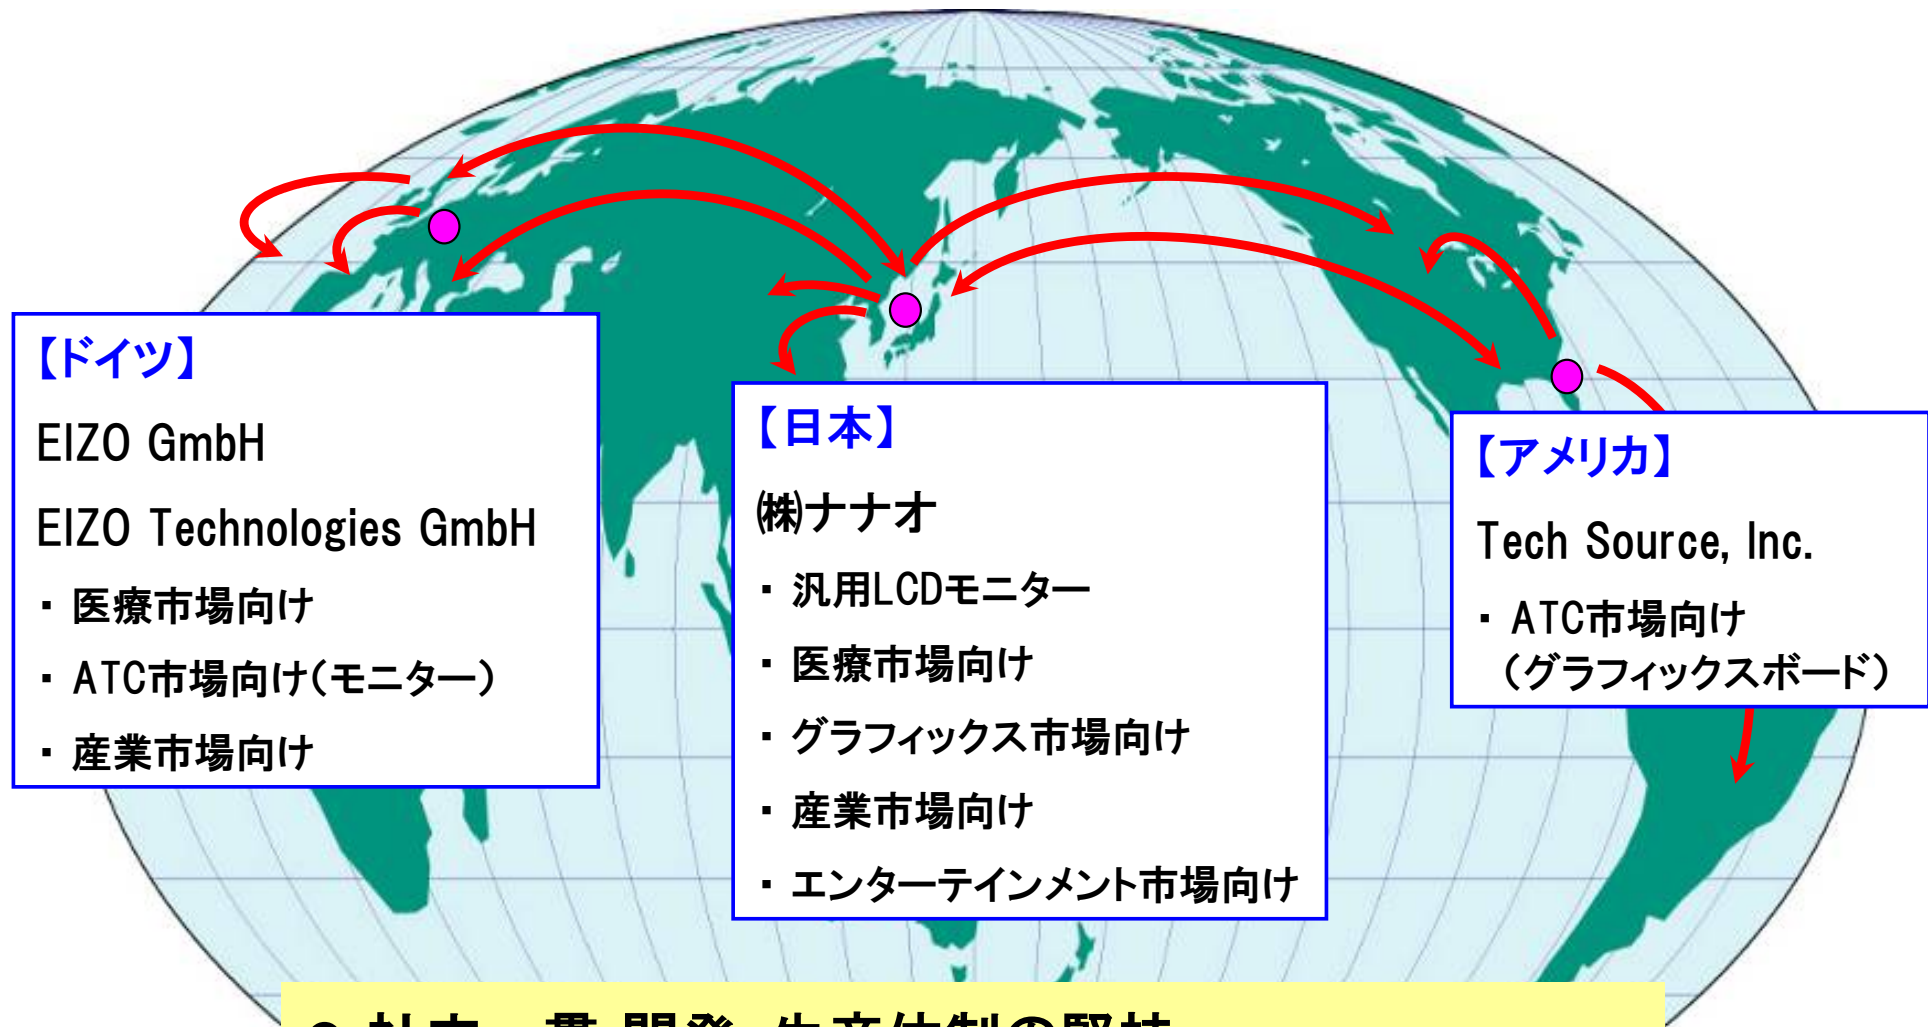 【ドイツ】
EIZO GmbH
EIZO Technologies GmbH
・ 医療市場向け
・ ATC市場向け(モニター)
・ 産業市場向け
【日本】
㈱ナナオ
・ 汎用LCDモニター
・ 医療市場向け
・ グラフィックス市場向け
・ 産業市場向け
・ エンターテインメント市場向け
【アメリカ】
Tech Source, Inc.
・ ATC市場向け
(グラフィックスボード)